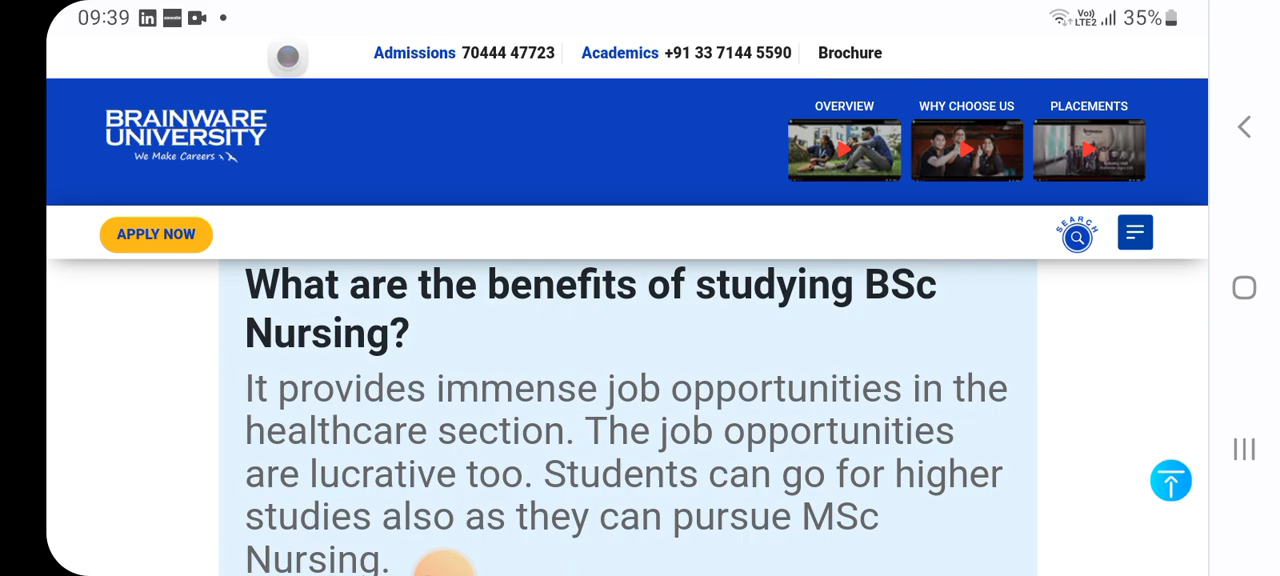 09:39
Vo)) LTE2 35%
Admissions 70444 47723 Academics +91 33 7144 5590 Brochure
BRAINWARE UNIVERSITY
We Make Careers
OVERVIEW WHY CHOOSE US PLACEMENTS
APPLY NOW
SEARCH
What are the benefits of studying BSc
Nursing?
It provides immense job opportunities in the
healthcare section. The job opportunities
are lucrative too. Students can go for higher
studies also as they can pursue MSc
Nursing.